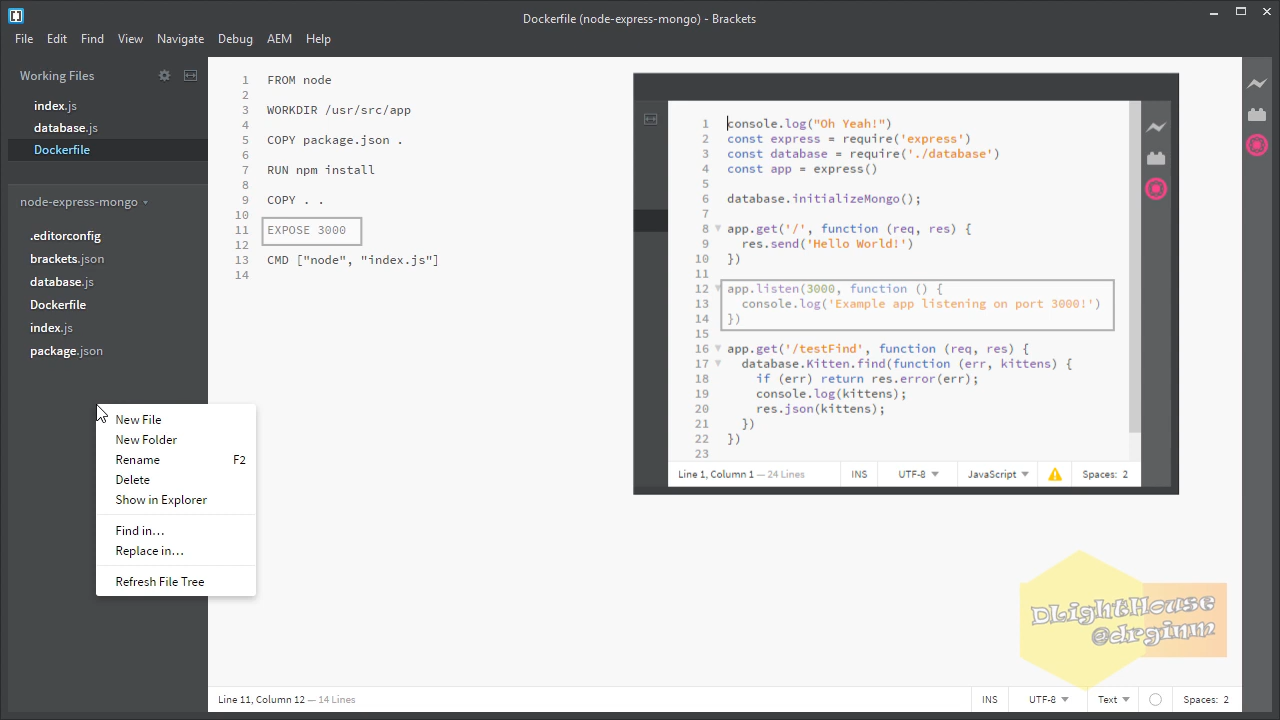 Dockerfile (node-express-mongo) - Brackets
File Edit Find View Navigate Debug AEM Help
Working Files
index.js
database.js
Dockerfile
node-express-mongo
.editorconfig
brackets.json
database.js
Dockerfile
index.js
package.json
New File
New Folder
Rename F2
Delete
Show in Explorer
Find in…
Replace in…
Refresh File Tree
1 FROM node
2
3 WORKDIR /usr/src/app
4
5 COPY package.json .
6
7 RUN npm install
8
9 COPY . .
10
11 EXPOSE 3000
12
13 CMD ["node", "index.js"]
14
1 console.log("Oh Yeah!")
2 const express = require('express')
3 const database = require('./database')
4 const app = express()
5
6 database.initializeMongo();
7
8 app.get('/', function (req, res) {
9 res.send('Hello World!')
10 })
11
12 app.listen(3000, function () {
13 console.log('Example app listening on port 3000!')
14 })
15
16 app.get('/testFind', function (req, res) {
17 database.Kitten.find(function (err, kittens) {
18 if (err) return res.error(err);
19 console.log(kittens);
20 res.json(kittens);
21 })
22 })
23
Line 1, Column 1 — 24 Lines INS UTF-8 JavaScript Spaces: 2
DLightHouse
@drginm
Line 11, Column 12 — 14 Lines INS UTF-8 Text Spaces: 2